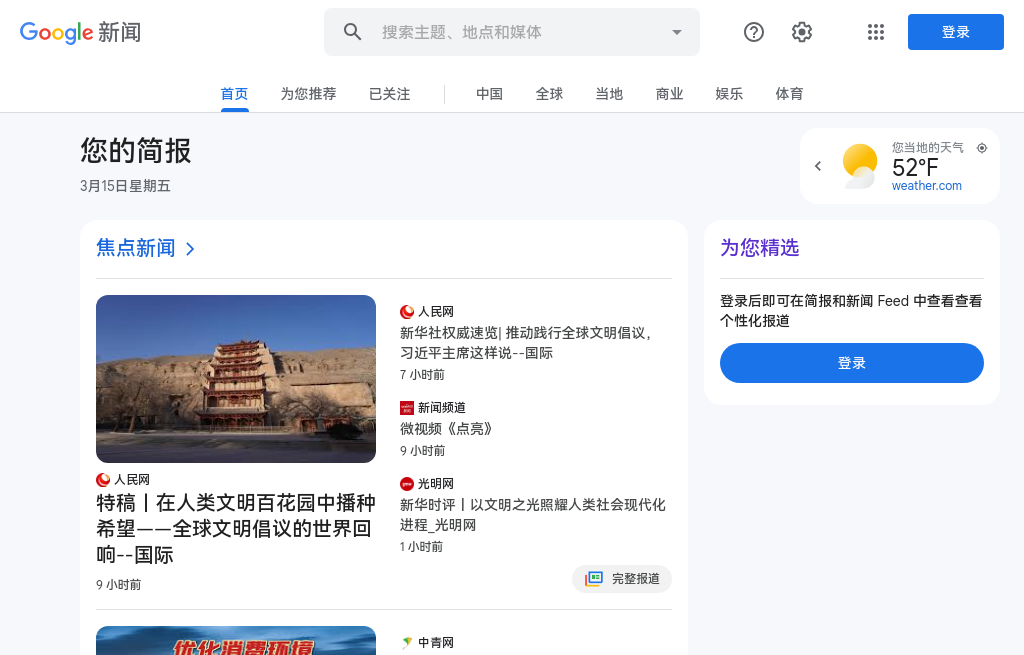 Google 新闻
搜索主题、地点和媒体
登录
首页
为您推荐
已关注
中国
全球
当地
商业
娱乐
体育
您的简报
3月15日星期五
您当地的天气
52°F
weather.com
焦点新闻
人民网
特稿丨在人类文明百花园中播种
希望——全球文明倡议的世界回
响--国际
9 小时前
人民网
新华社权威速览| 推动践行全球文明倡议，
习近平主席这样说--国际
7 小时前
新闻频道
微视频《点亮》
9 小时前
光明网
新华时评丨以文明之光照耀人类社会现代化
进程_光明网
1 小时前
完整报道
优化消费环境
中青网
为您精选
登录后即可在简报和新闻 Feed 中查看查看
个性化报道
登录